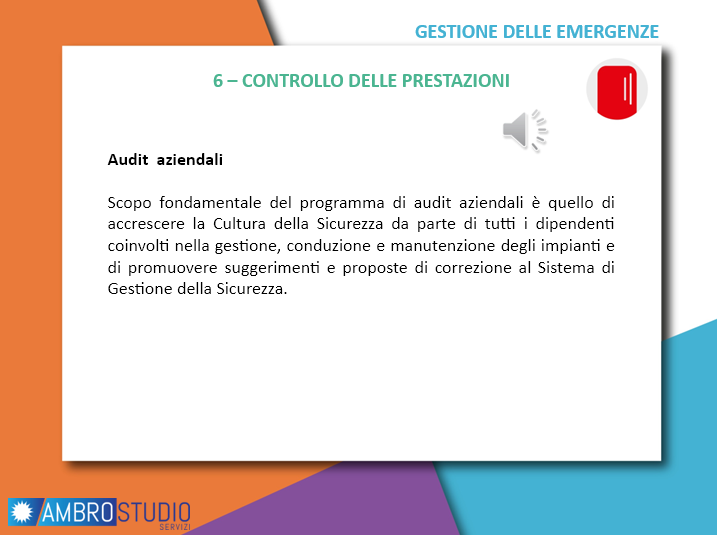 GESTIONE DELLE EMERGENZE
6 – CONTROLLO DELLE PRESTAZIONI
Audit aziendali
Scopo fondamentale del programma di audit aziendali è quello di
accrescere la Cultura della Sicurezza da parte di tutti i dipendenti
coinvolti nella gestione, conduzione e manutenzione degli impianti e
di promuovere suggerimenti e proposte di correzione al Sistema di
Gestione della Sicurezza.
AMBROSTUDIO
SERVIZI